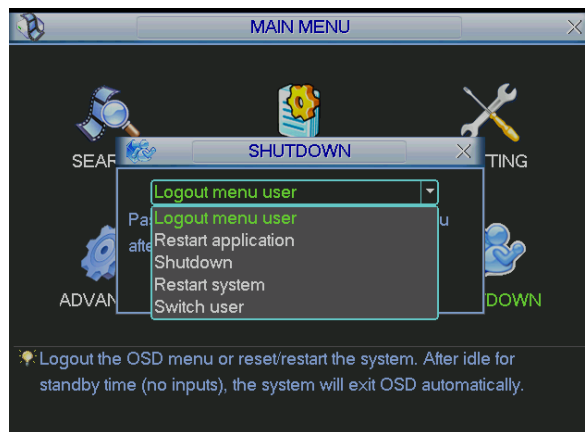 MAIN MENU
SEAR
TING
SHUTDOWN
Logout menu user
Pa
u
Logout menu user
afte
Restart application
Shutdown
Restart system
Switch user
ADVAN
DOWN
Logout the OSD menu or reset/restart the system. After idle for
standby time (no inputs), the system will exit OSD automatically.